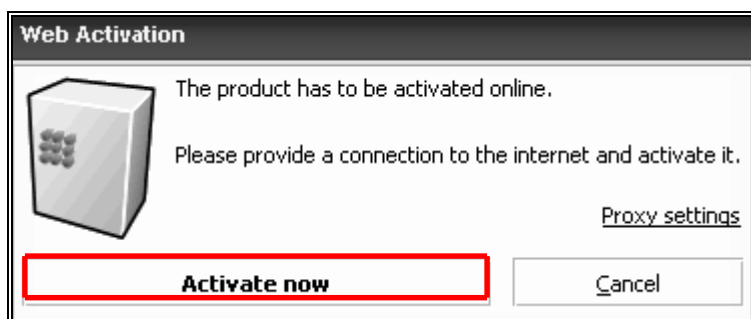 Web Activation
The product has to be activated online.
Please provide a connection to the internet and activate it.
Proxy settings
Activate now
Cancel